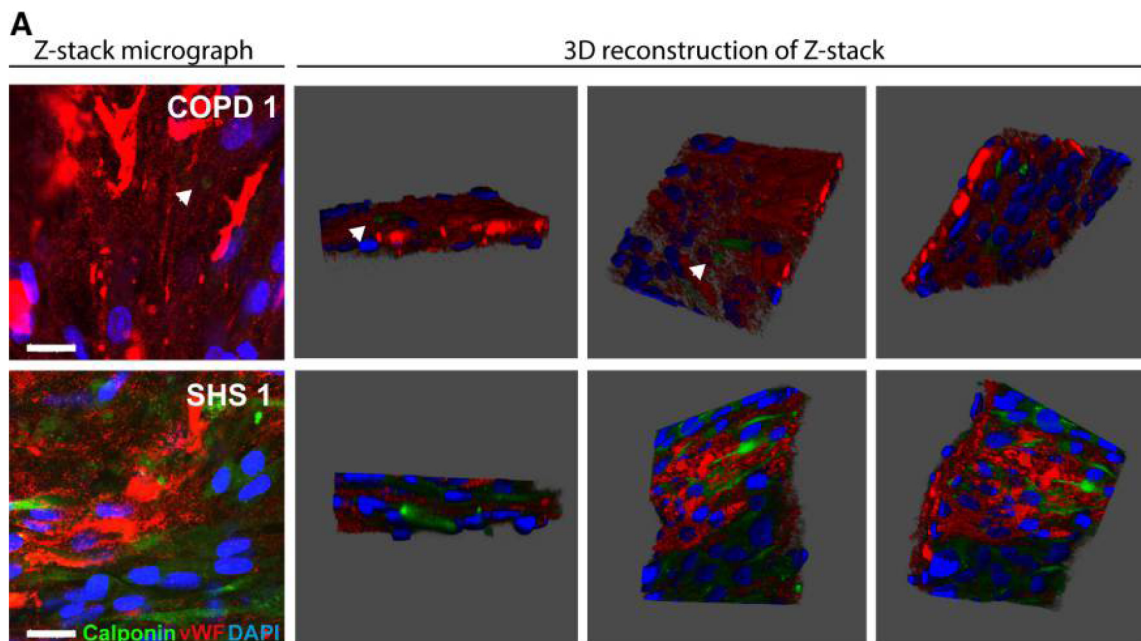 A
Z-stack micrograph
3D reconstruction of Z-stack
COPD 1
SHS 1
Calponin vWF DAPI